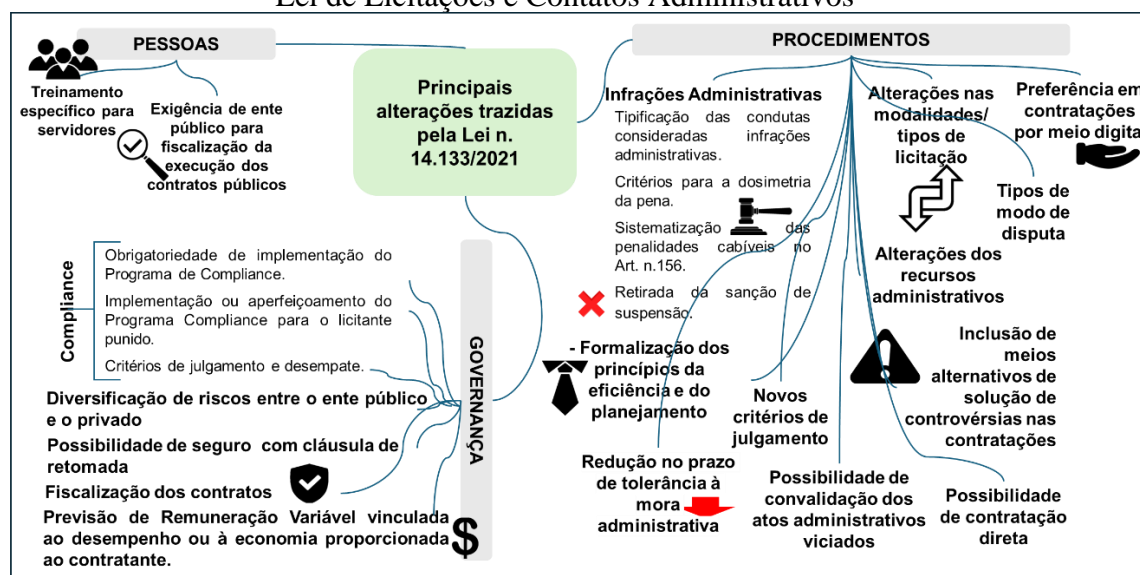 Lei de Licitações e Contatos Administrativos
PESSOAS
Treinamento
específico para
servidores
Exigência de ente
público para
fiscalização da
execução dos
contratos públicos
Principais
alterações trazidas
pela Lei n.
14.133/2021
PROCEDIMENTOS
Infrações Administrativas
Tipificação das condutas
consideradas infrações
administrativas.
Critérios para a dosimetria
da pena.
Sistematização das
penalidades cabíveis no
Art. n.156.
Retirada da sanção de
suspensão.
Alterações nas
modalidades/
tipos de
licitação
Preferência em
contratações
por meio digital
Tipos de
modo de
disputa
Alterações dos
recursos
administrativos
Compliance
Obrigatoriedade de implementação do
Programa de Compliance.
Implementação ou aperfeiçoamento do
Programa Compliance para o licitante
punido.
Critérios de julgamento e desempate.
Diversificação de riscos entre o ente público
e o privado
Possibilidade de seguro com cláusula de
retomada
Fiscalização dos contratos
Previsão de Remuneração Variável vinculada
ao desempenho ou à economia proporcionada
ao contratante.
GOVERNANÇA
$
- Formalização dos
princípios da
eficiência e do
planejamento
Novos
critérios de
julgamento
Inclusão de
meios
alternativos de
solução de
controvérsias nas
contratações
Redução no prazo
de tolerância à
mora
administrativa
Possibilidade de
convalidação dos
atos administrativos
viciados
Possibilidade
de contratação
direta